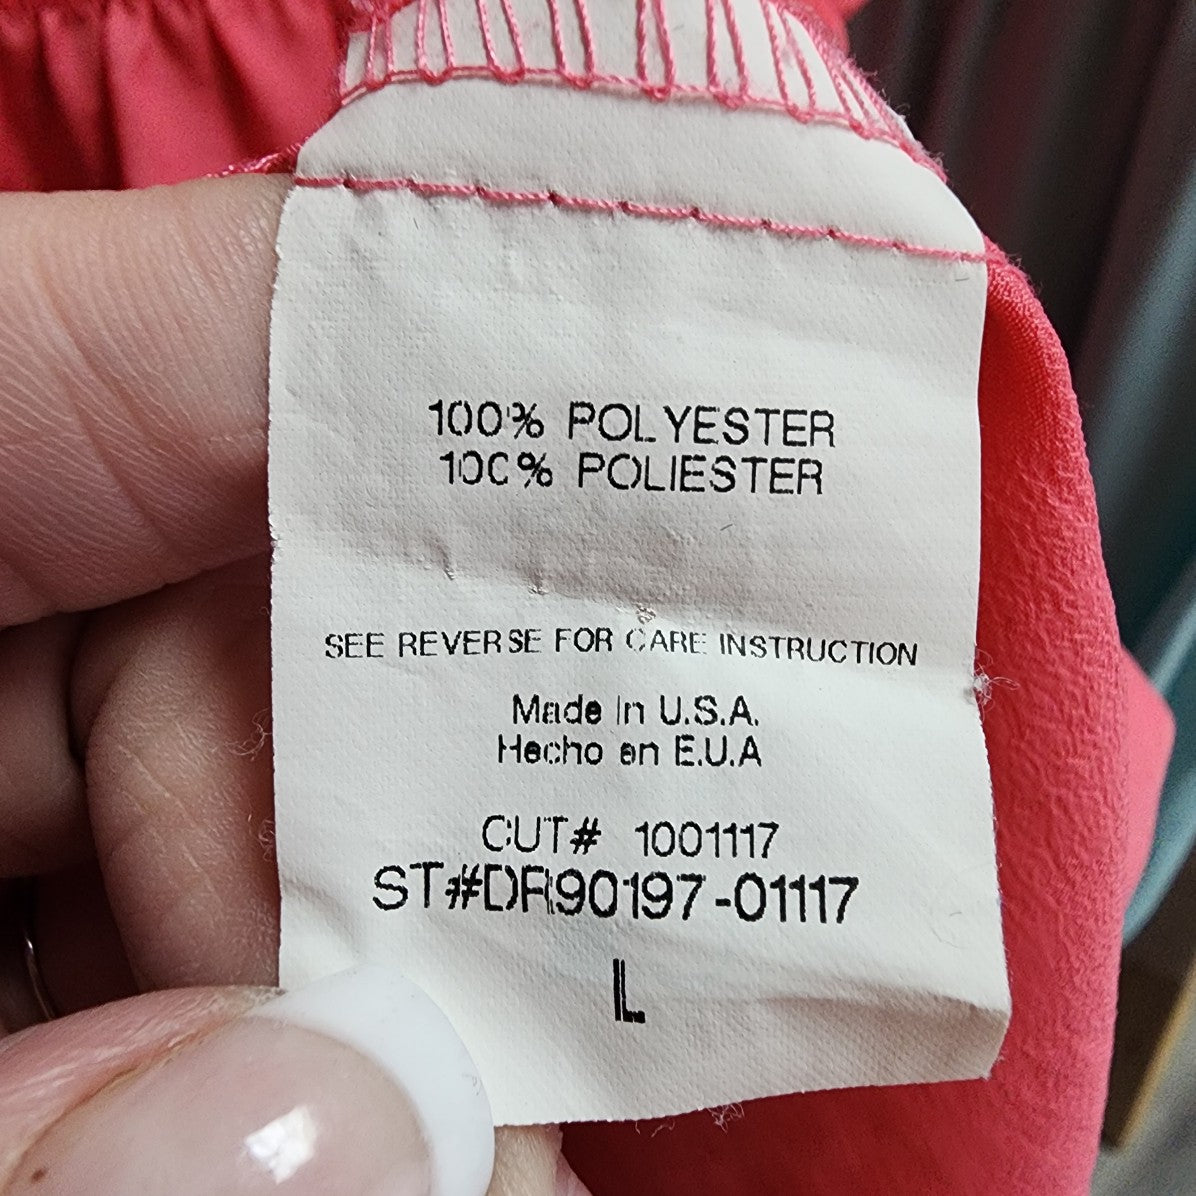 100% POLYESTER
100% POLIESTER
SEE REVERSE FOR CARE INSTRUCTION
Made in U.S.A.
Hecho en E.U.A
CUT# 1001117
ST#DR90197-01117
L